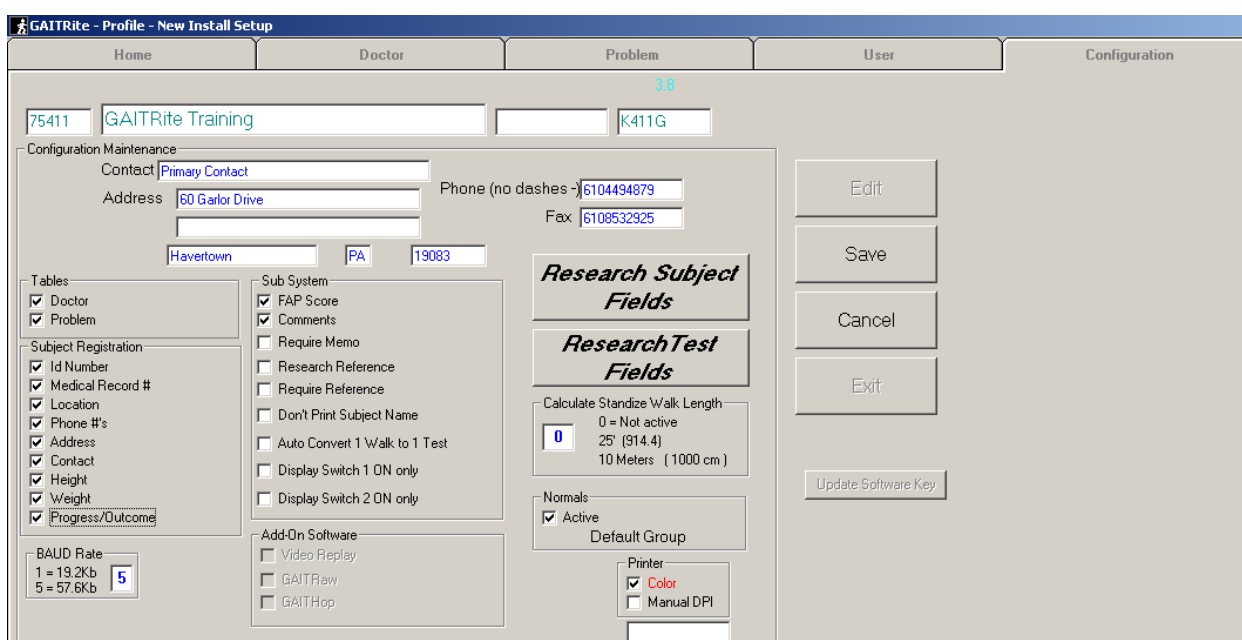 GAITRite - Profile - New Install Setup
Home Doctor Problem User Configuration
3.8
75411 GAITRite Training K411G
Configuration Maintenance
Contact Primary Contact
Address 60 Garlor Drive
Phone (no dashes -) 6104494879
Fax 6108532925
Havertown PA 19083
Tables
Doctor
Problem
Subject Registration
Id Number
Medical Record #
Location
Phone #'s
Address
Contact
Height
Weight
Progress/Outcome
BAUD Rate
1 = 19.2Kb
5 = 57.6Kb
5
Sub System
FAP Score
Comments
Require Memo
Research Reference
Require Reference
Don't Print Subject Name
Auto Convert 1 Walk to 1 Test
Display Switch 1 ON only
Display Switch 2 ON only
Add-On Software
Video Replay
GAITRaw
GAITHop
Research Subject
Fields
ResearchTest
Fields
Calculate Standize Walk Length
0
0 = Not active
25' (914.4)
10 Meters ( 1000 cm )
Normals
Active
Default Group
Printer
Color
Manual DPI
Edit
Save
Cancel
Exit
Update Software Key